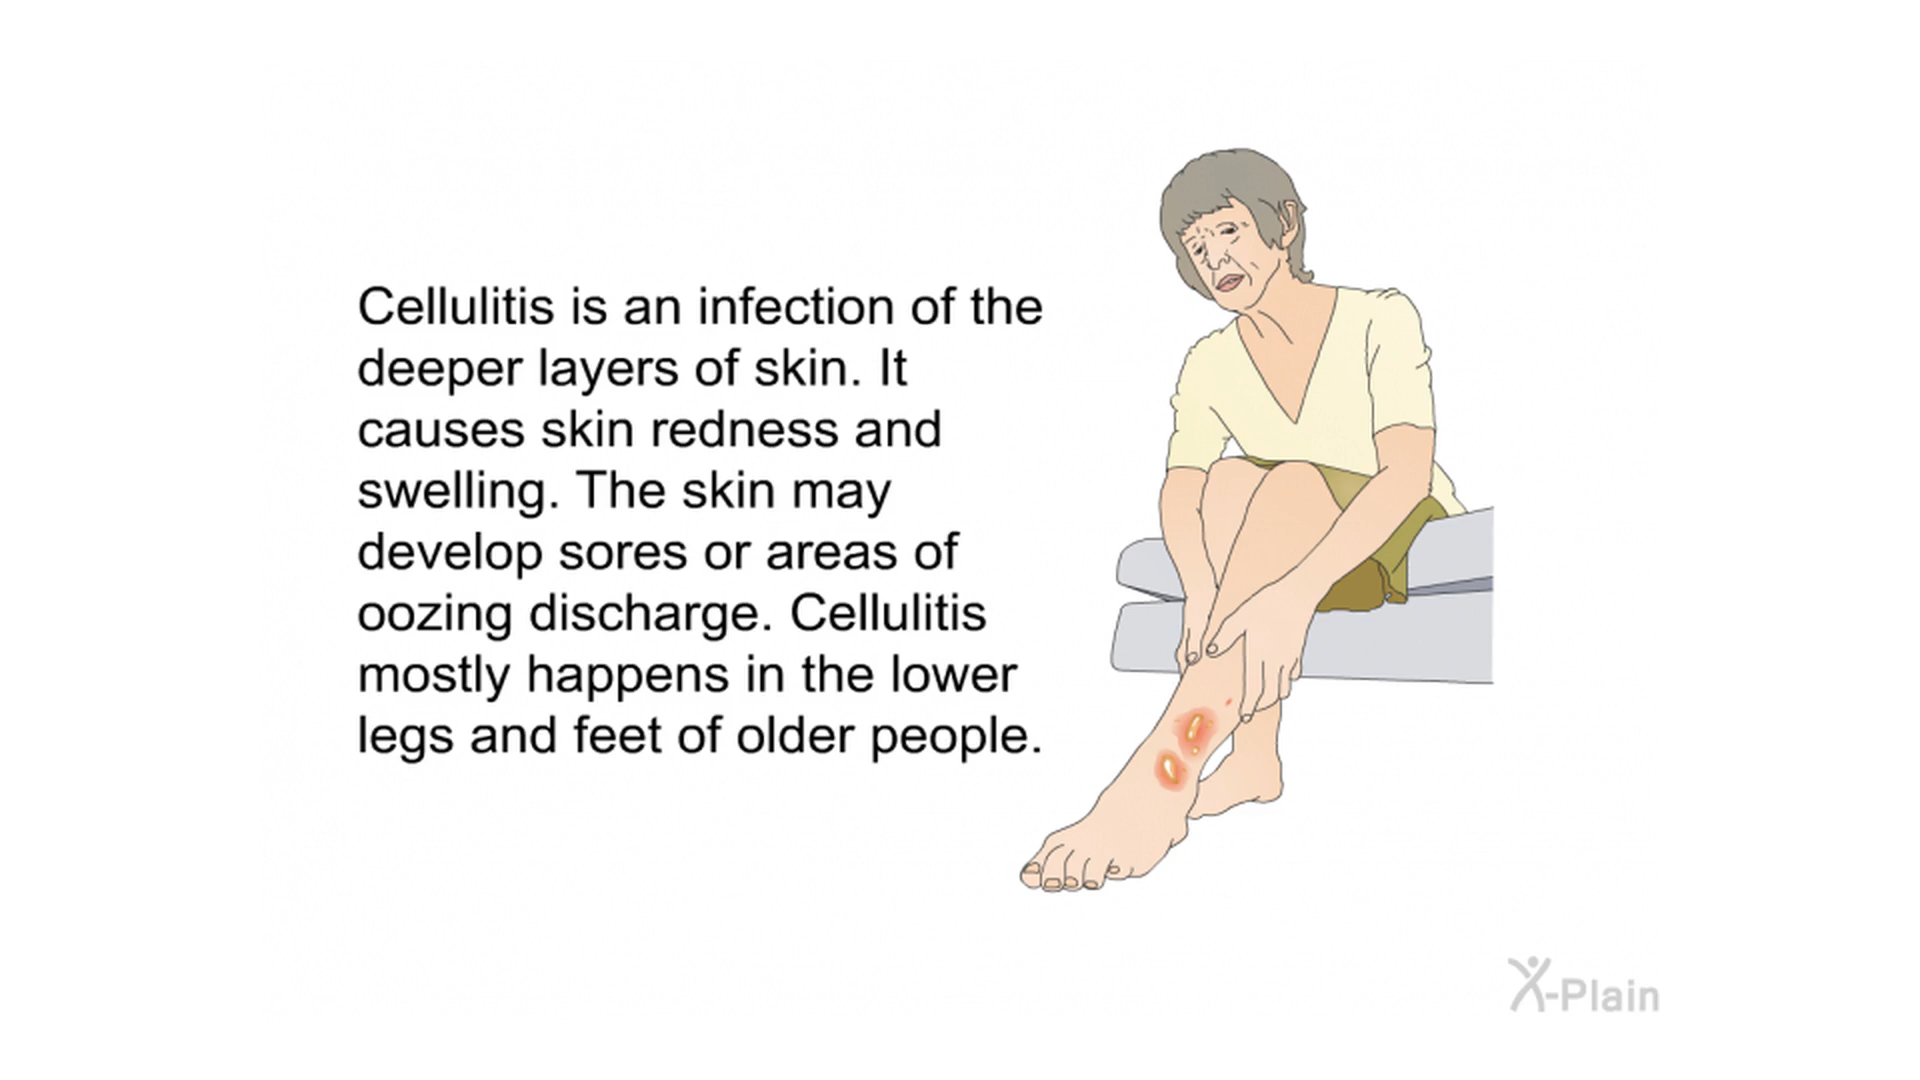 Cellulitis is an infection of the
deeper layers of skin. It
causes skin redness and
swelling. The skin may
develop sores or areas of
oozing discharge. Cellulitis
mostly happens in the lower
legs and feet of older people.
X-Plain